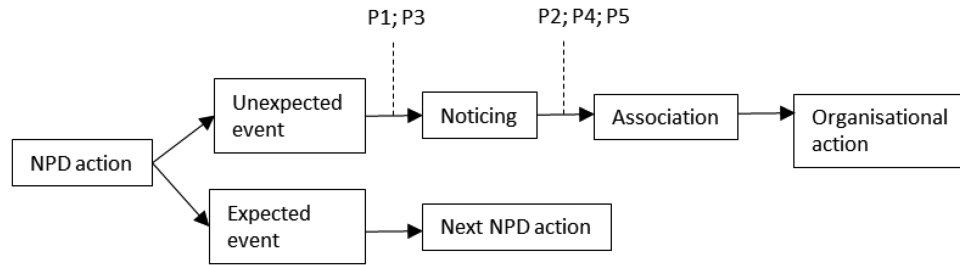 P1; P3
P2; P4; P5
Unexpected
event
Noticing
Association
Organisational
action
NPD action
Expected
event
Next NPD action